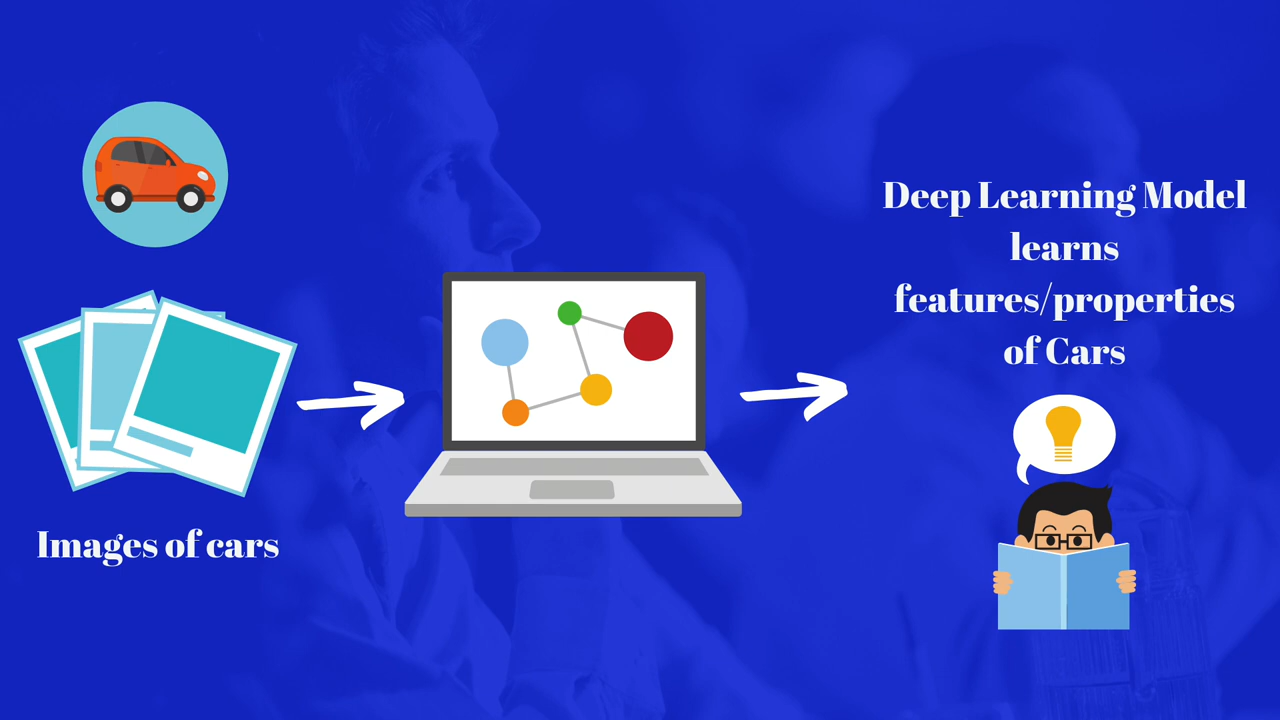 Deep Learning Model
learns
features/properties
of Cars
Images of cars